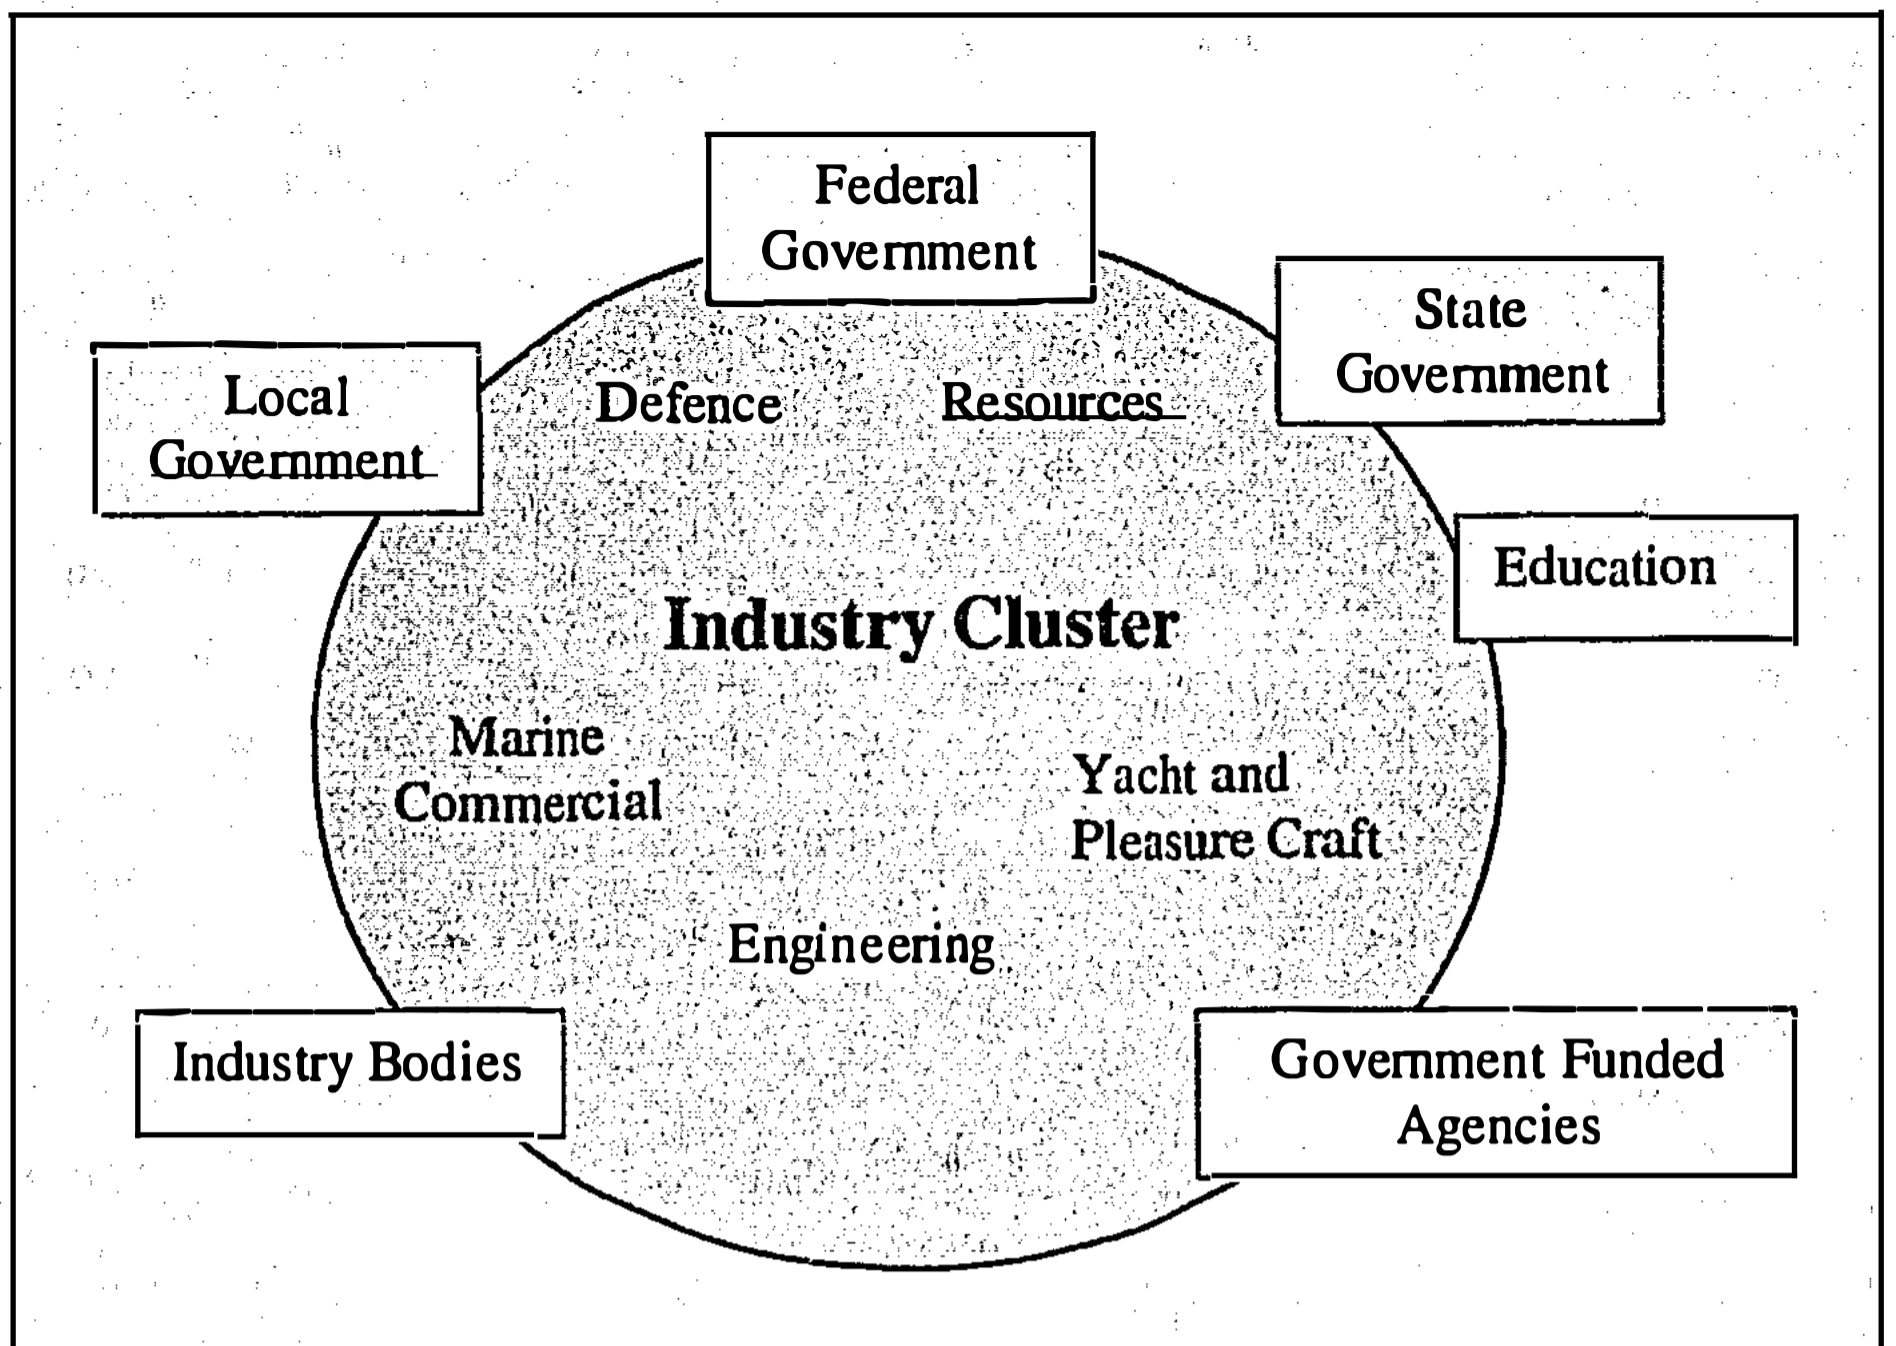 Federal
Government
State
Government
Local
Government
Defence
Resources
Education
Industry Cluster
Marine
Commercial
Yacht and
Pleasure Craft
Engineering
Industry Bodies
Government Funded
Agencies